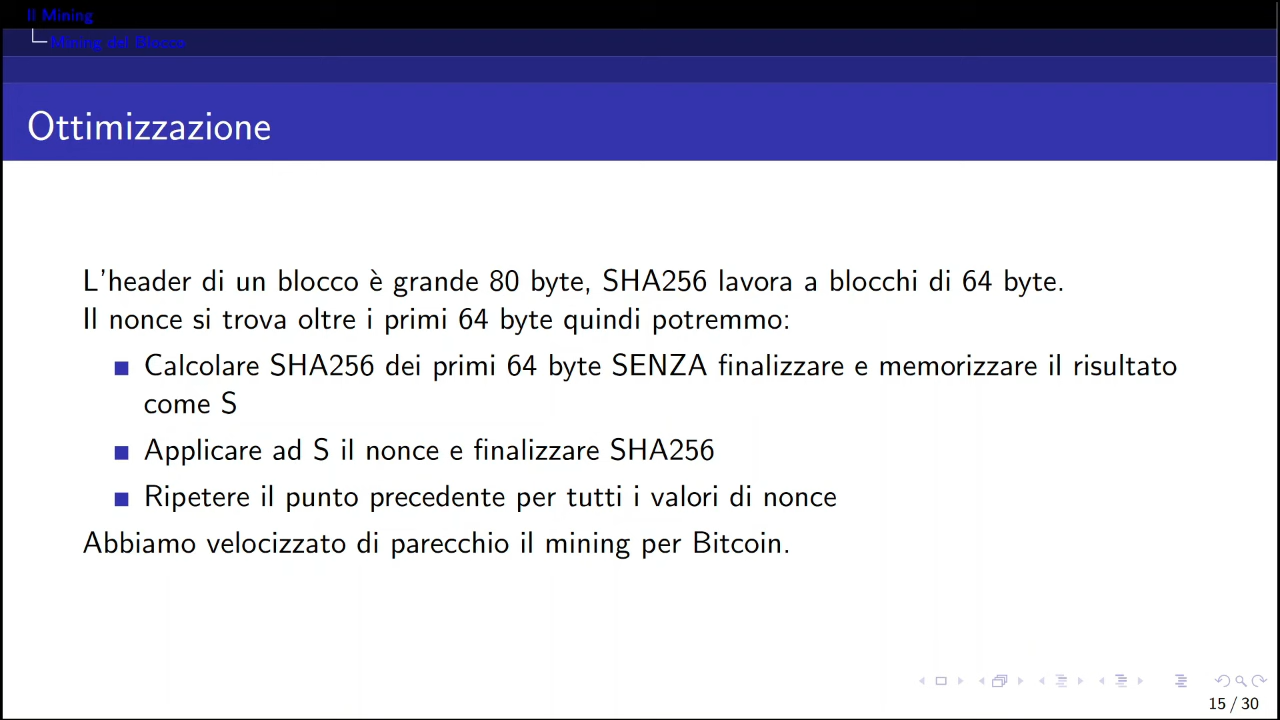 Il Mining
Mining del Blocco
Ottimizzazione
L'header di un blocco è grande 80 byte, SHA256 lavora a blocchi di 64 byte.
Il nonce si trova oltre i primi 64 byte quindi potremmo:
Calcolare SHA256 dei primi 64 byte SENZA finalizzare e memorizzare il risultato
come S
Applicare ad S il nonce e finalizzare SHA256
Ripetere il punto precedente per tutti i valori di nonce
Abbiamo velocizzato di parecchio il mining per Bitcoin.
15 / 30